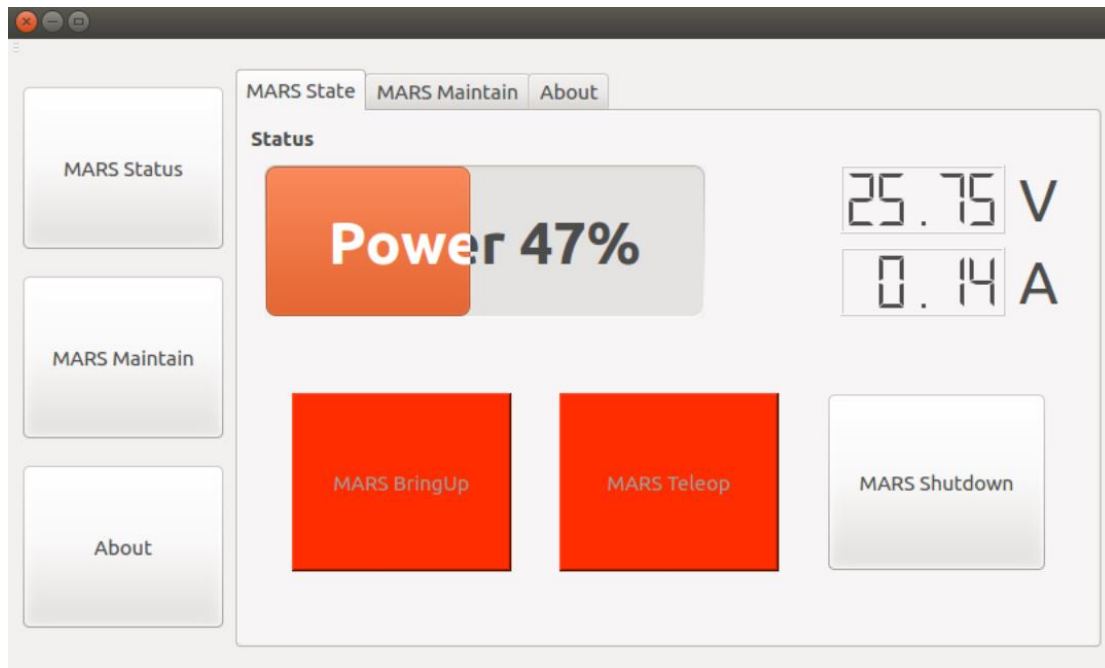 MARS State MARS Maintain About
Status
MARS Status
Power 47%
25.75 V
0.14 A
MARS Maintain
MARS BringUp MARS Teleop MARS Shutdown
About